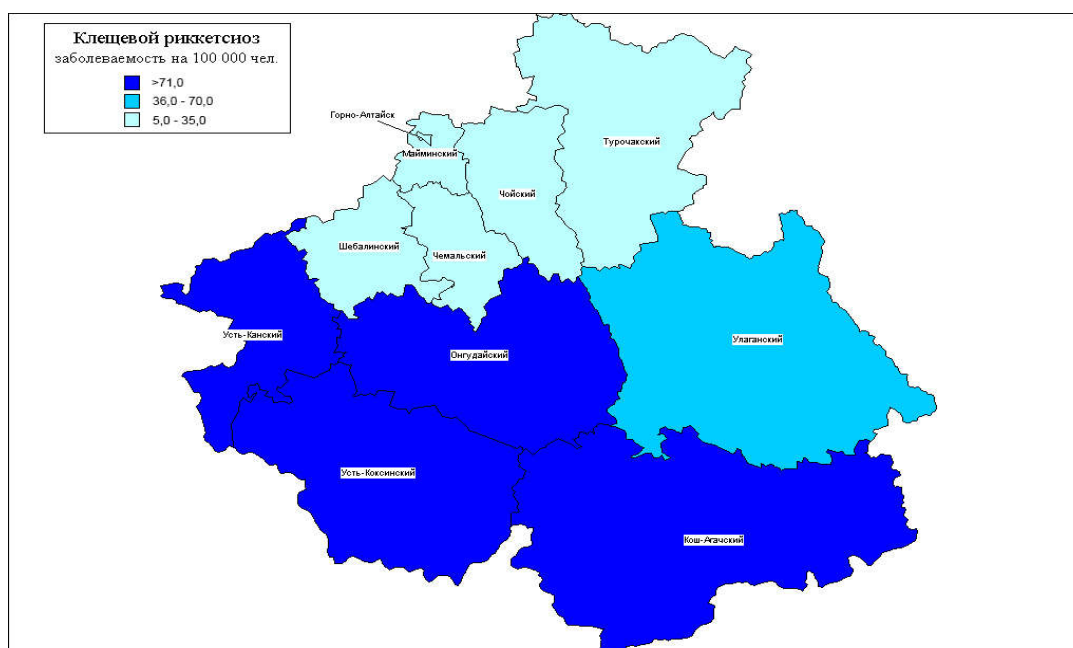 Клещевой риккетсиоз
заболеваемость на 100 000 чел.
>71,0
36,0 - 70,0
5,0 - 35,0
Горно-Алтайск
Майминский
Турочакский
Чойский
Шебалинский
Чемальский
Усть-Канский
Онгудайский
Улаганский
Усть-Коксинский
Кош-Агачский